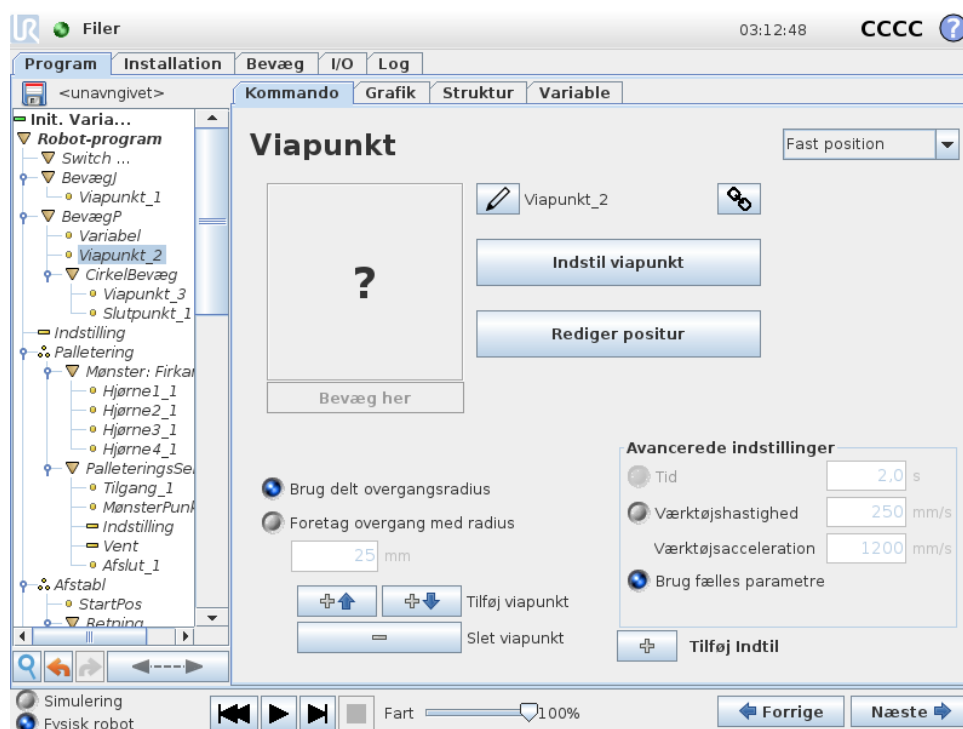 UR Filer 03:12:48 CCCC ?
Program Installation Bevæg I/O Log
<unavngivet> Kommando Grafik Struktur Variable
Init. Varia...
Robot-program
Switch ...
BevægJ
Viapunkt_1
BevægP
Variabel
Viapunkt_2
CirkelBevæg
Viapunkt_3
Slutpunkt_1
Indstilling
Palletering
Mønster: Firkan
Hjørne1_1
Hjørne2_1
Hjørne3_1
Hjørne4_1
PalleteringsSe
Tilgang_1
MønsterPunk
Indstilling
Vent
Afslut_1
Afstabl
StartPos
Retning
Viapunkt
Fast position
Viapunkt_2
?
Indstil viapunkt
Rediger positur
Bevæg her
Brug delt overgangsradius
Foretag overgang med radius
25 mm
Tilføj viapunkt
Slet viapunkt
Avancerede indstillinger
Tid 2,0 s
Værktøjshastighed 250 mm/s
Værktøjsacceleration 1200 mm/s
Brug fælles parametre
Tilføj Indtil
Simulering
Fysisk robot
Fart 100%
Forrige Næste